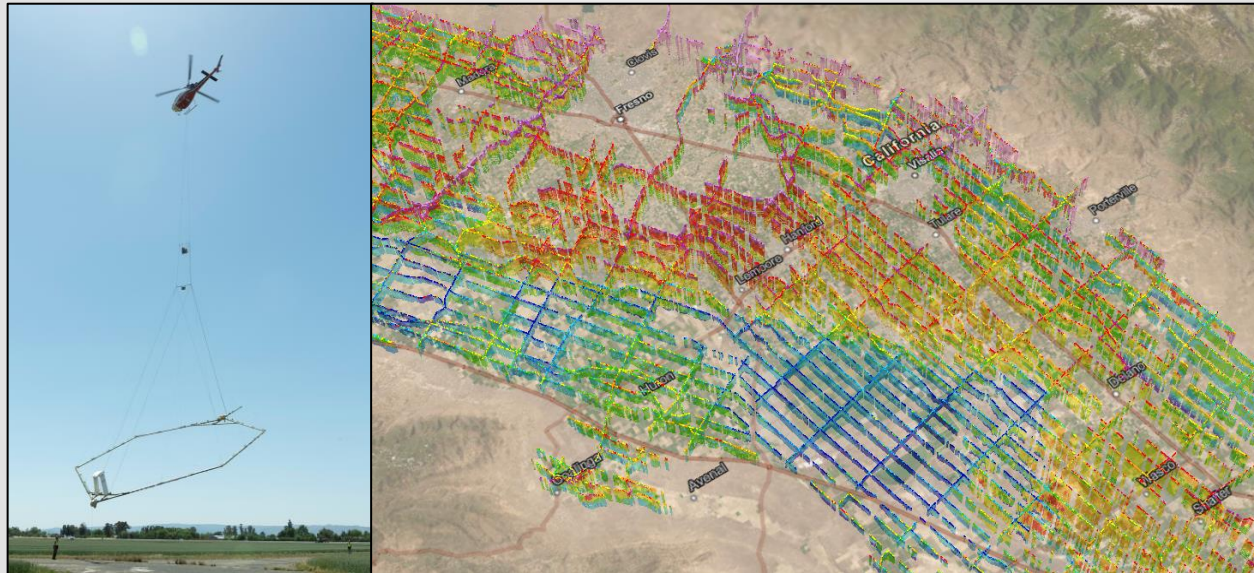 Clovis
Madera
Fresno
California
Visalia
Porterville
Tulare
Hanford
Lemoore
Huron
Delano
Coalinga
Avenal
Wasco
Shafter